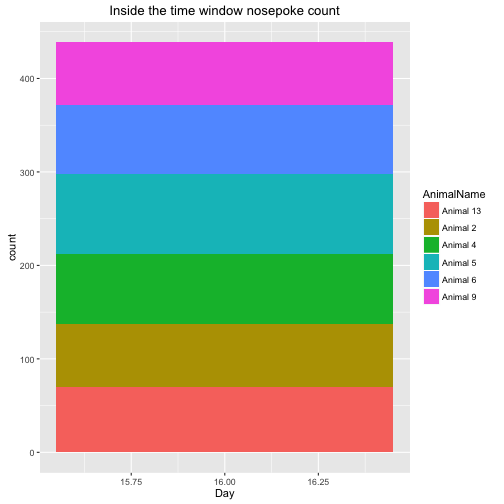 Inside the time window nosepoke count
count
400
300
200
100
0
15.75
16.00
16.25
Day
AnimalName
Animal 13
Animal 2
Animal 4
Animal 5
Animal 6
Animal 9